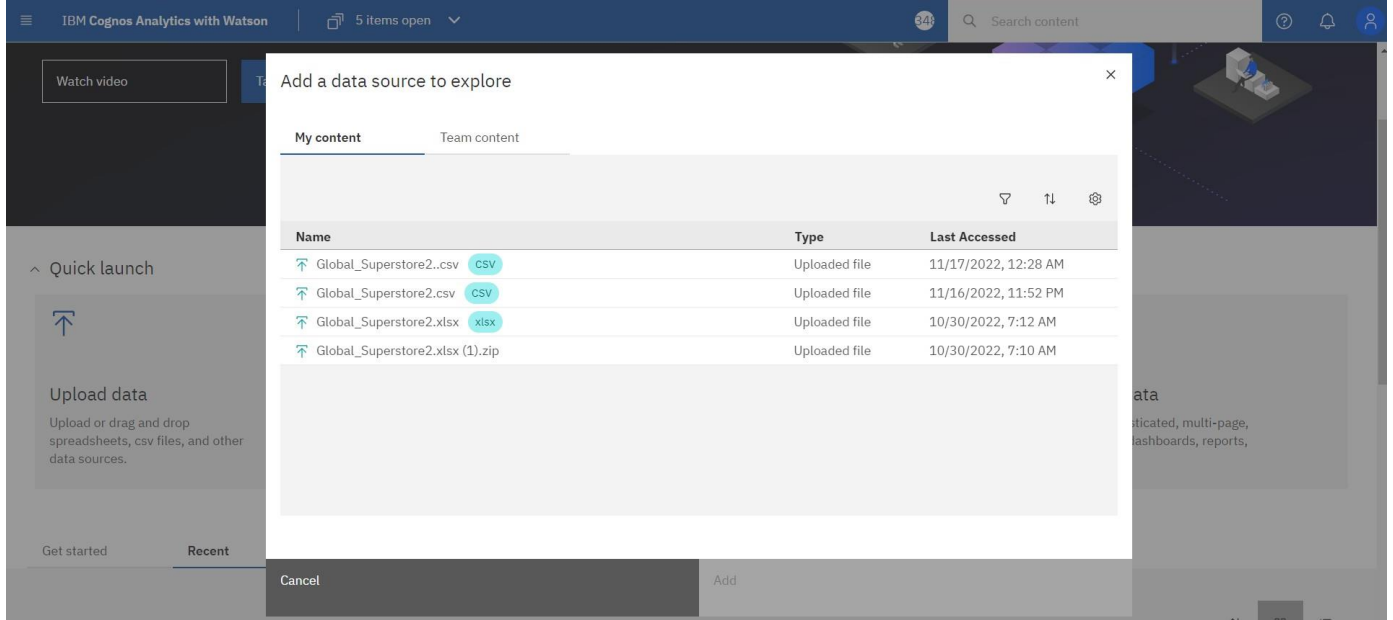 IBM Cognos Analytics with Watson
5 items open
348
Search content
Watch video
Ta
Add a data source to explore
My content
Team content
Name Type Last Accessed
Global_Superstore2..csv CSV Uploaded file 11/17/2022, 12:28 AM
Global_Superstore2.csv CSV Uploaded file 11/16/2022, 11:52 PM
Global_Superstore2.xlsx xlsx Uploaded file 10/30/2022, 7:12 AM
Global_Superstore2.xlsx (1).zip Uploaded file 10/30/2022, 7:10 AM
Quick launch
Upload data
Upload or drag and drop
spreadsheets, csv files, and other
data sources.
ata
sticated, multi-page,
dashboards, reports,
Get started
Recent
Cancel
Add